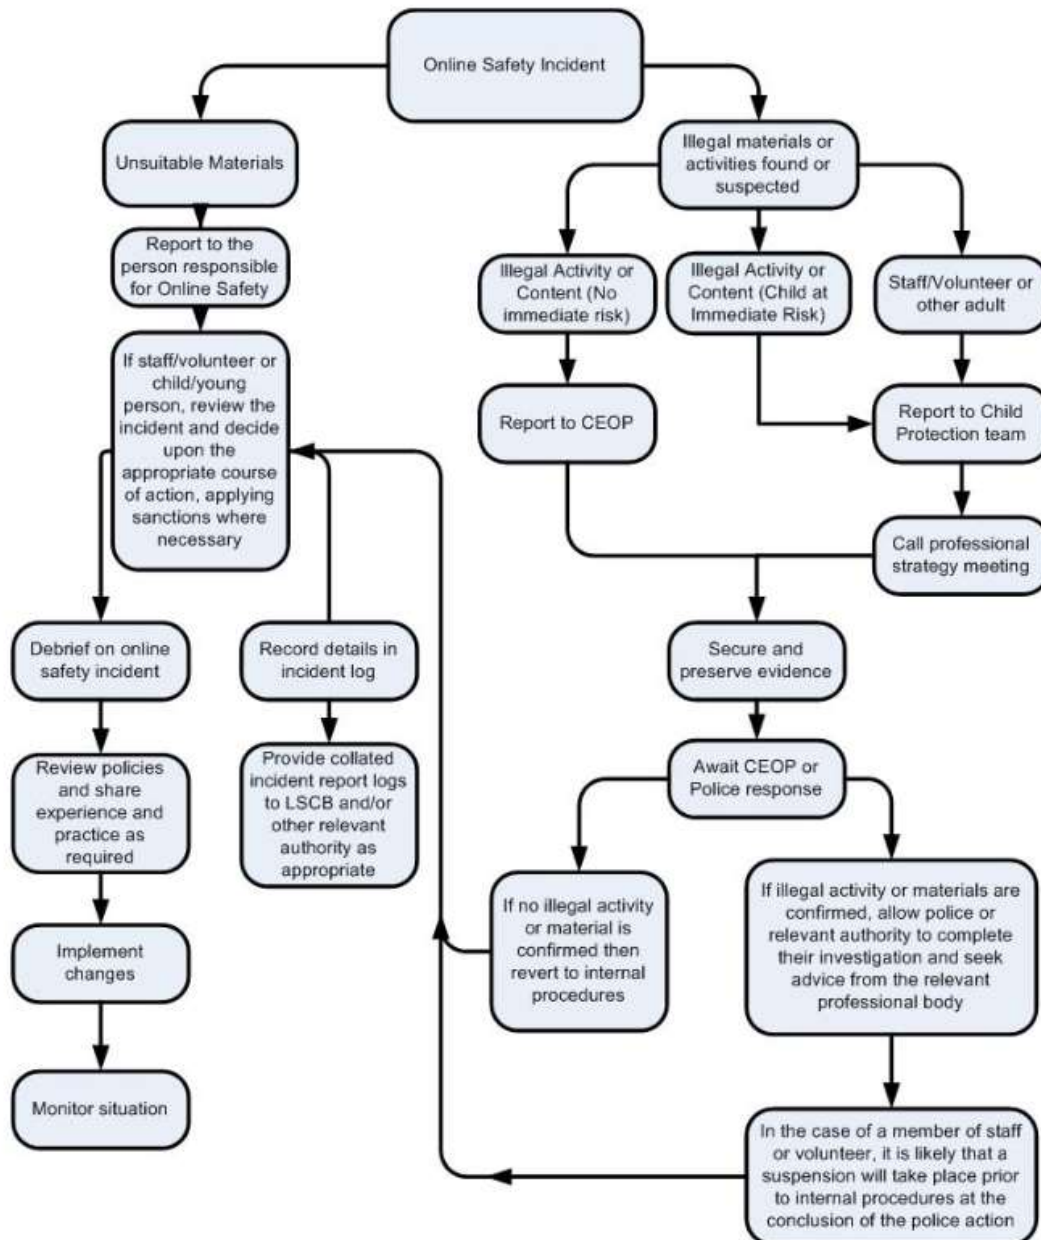 Online Safety Incident
Unsuitable Materials
Report to the
person responsible
for Online Safety
If staff/volunteer or
child/young
person, review the
incident and decide
upon the
appropriate course
of action, applying
sanctions where
necessary
Debrief on online
safety incident
Review policies
and share
experience and
practice as
required
Implement
changes
Monitor situation
Record details in
incident log
Provide collated
incident report logs
to LSCB and/or
other relevant
authority as
appropriate
Illegal materials or
activities found or
suspected
Illegal Activity or
Content (No
immediate risk)
Illegal Activity or
Content (Child at
Immediate Risk)
Staff/Volunteer or
other adult
Report to CEOP
Report to Child
Protection team
Call professional
strategy meeting
Secure and
preserve evidence
Await CEOP or
Police response
If no illegal activity
or material is
confirmed then
revert to internal
procedures
If illegal activity or materials are
confirmed, allow police or
relevant authority to complete
their investigation and seek
advice from the relevant
professional body
In the case of a member of staff
or volunteer, it is likely that a
suspension will take place prior
to internal procedures at the
conclusion of the police action